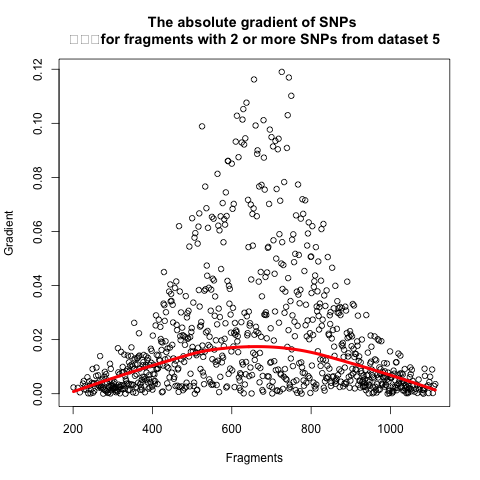 The absolute gradient of SNPs
for fragments with 2 or more SNPs from dataset 5
0.12
0.10
0.08
0.06
0.04
0.02
0.00
Gradient
200 400 600 800 1000
Fragments